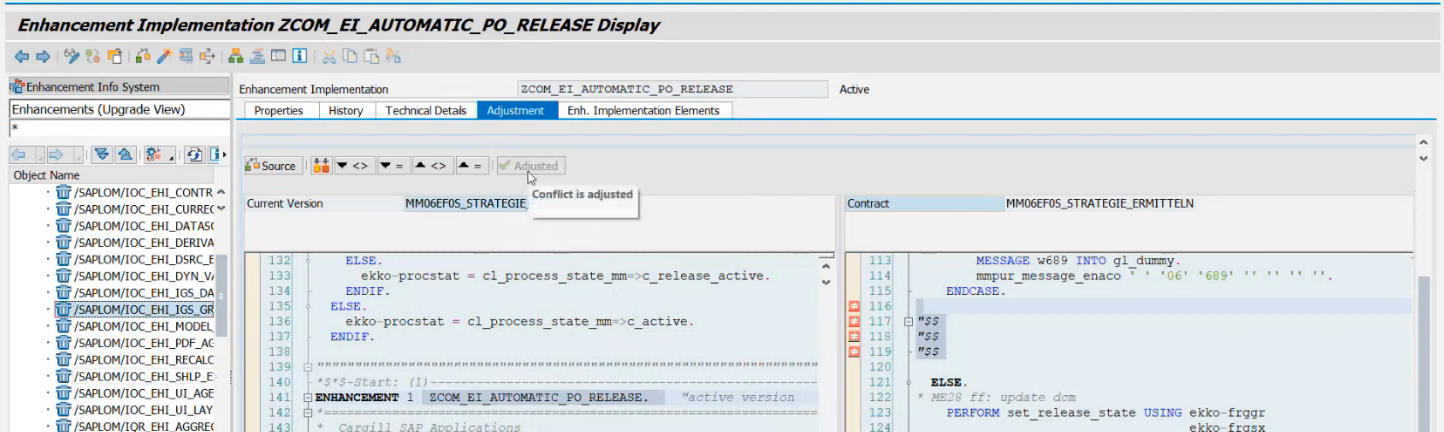 Enhancement Implementation ZCOM_EI_AUTOMATIC_PO_RELEASE Display
Enhancement Info System
Enhancements (Upgrade View)
*
Object Name
/SAPLOM/IOC_EHI_CONTR
/SAPLOM/IOC_EHI_CURREC
/SAPLOM/IOC_EHI_DATASC
/SAPLOM/IOC_EHI_DERIVA
/SAPLOM/IOC_EHI_DSRC_E
/SAPLOM/IOC_EHI_DYN_V
/SAPLOM/IOC_EHI_IGS_DA
/SAPLOM/IOC_EHI_IGS_GR
/SAPLOM/IOC_EHI_MODEL
/SAPLOM/IOC_EHI_PDF_AG
/SAPLOM/IOC_EHI_RECALC
/SAPLOM/IOC_EHI_SHLP_E
/SAPLOM/IOC_EHI_UI_AGE
/SAPLOM/IOC_EHI_UI_LAY
/SAPLOM/IQR_EHI_AGGREG
Enhancement Implementation ZCOM_EI_AUTOMATIC_PO_RELEASE Active
Properties History Technical Details Adjustment Enh. Implementation Elements
Source <> = <> = Adjusted
Conflict is adjusted
Current Version MM06EF0S_STRATEGIE_
132 ELSE.
133 ekko-procstat = cl_process_state_mm=>c_release_active.
134 ENDIF.
135 ELSE.
136 ekko-procstat = cl_process_state_mm=>c_active.
137 ENDIF.
138
139 """"""""""""""""""""""""""""""""""""""""""""""""""""""""""""""""
140 *$*$-Start: (1)--------------------------------------------------
141 ENHANCEMENT 1 ZCOM_EI_AUTOMATIC_PO_RELEASE. "active version
142 *================================================================
143 * Cargill SAP Applications
Contract MM06EF0S_STRATEGIE_ERMITTELN
113 MESSAGE w689 INTO gl_dummy.
114 mmpur_message_enaco ' ' '06' '689' '' '' '' ''.
115 ENDCASE.
116
117 "$$
118 "$$
119 "$$
120
121 ELSE.
122 * ME28 ff: update dcm
123 PERFORM set_release_state USING ekko-frggr
124 ekko-frgsx